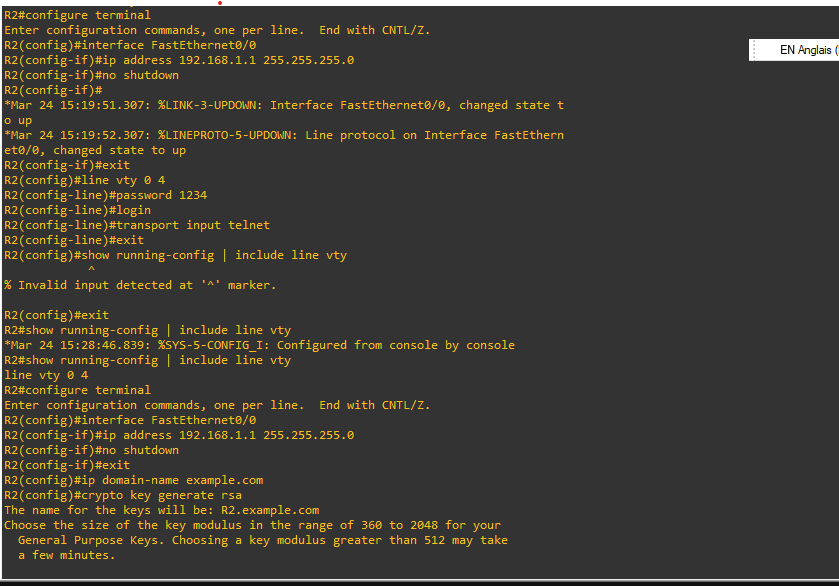 R2#configure terminal
Enter configuration commands, one per line.  End with CNTL/Z.
R2(config)#interface FastEthernet0/0
R2(config-if)#ip address 192.168.1.1 255.255.255.0
R2(config-if)#no shutdown
R2(config-if)#
*Mar 24 15:19:51.307: %LINK-3-UPDOWN: Interface FastEthernet0/0, changed state t
o up
*Mar 24 15:19:52.307: %LINEPROTO-5-UPDOWN: Line protocol on Interface FastEthern
et0/0, changed state to up
R2(config-if)#exit
R2(config)#line vty 0 4
R2(config-line)#password 1234
R2(config-line)#login
R2(config-line)#transport input telnet
R2(config-line)#exit
R2(config)#show running-config | include line vty
             ^
% Invalid input detected at '^' marker.

R2(config)#exit
R2#show running-config | include line vty
*Mar 24 15:28:46.839: %SYS-5-CONFIG_I: Configured from console by console
R2#show running-config | include line vty
line vty 0 4
R2#configure terminal
Enter configuration commands, one per line.  End with CNTL/Z.
R2(config)#interface FastEthernet0/0
R2(config-if)#ip address 192.168.1.1 255.255.255.0
R2(config-if)#no shutdown
R2(config-if)#exit
R2(config)#ip domain-name example.com
R2(config)#crypto key generate rsa
The name for the keys will be: R2.example.com
Choose the size of the key modulus in the range of 360 to 2048 for your
  General Purpose Keys. Choosing a key modulus greater than 512 may take
  a few minutes.
EN Anglais (